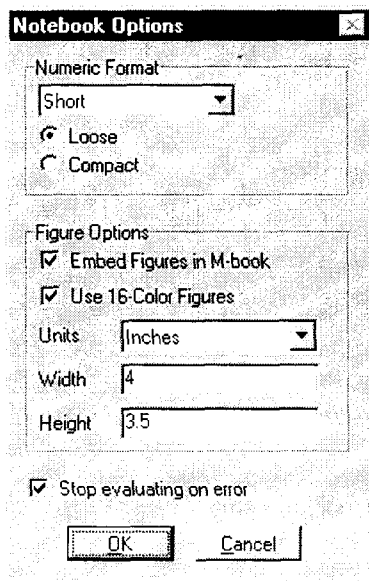 Notebook Options
Numeric Format
Short
Loose
Compact
Figure Options
Embed Figures in M-book
Use 16-Color Figures
Units Inches
Width 4
Height 3.5
Stop evaluating on error
OK Cancel